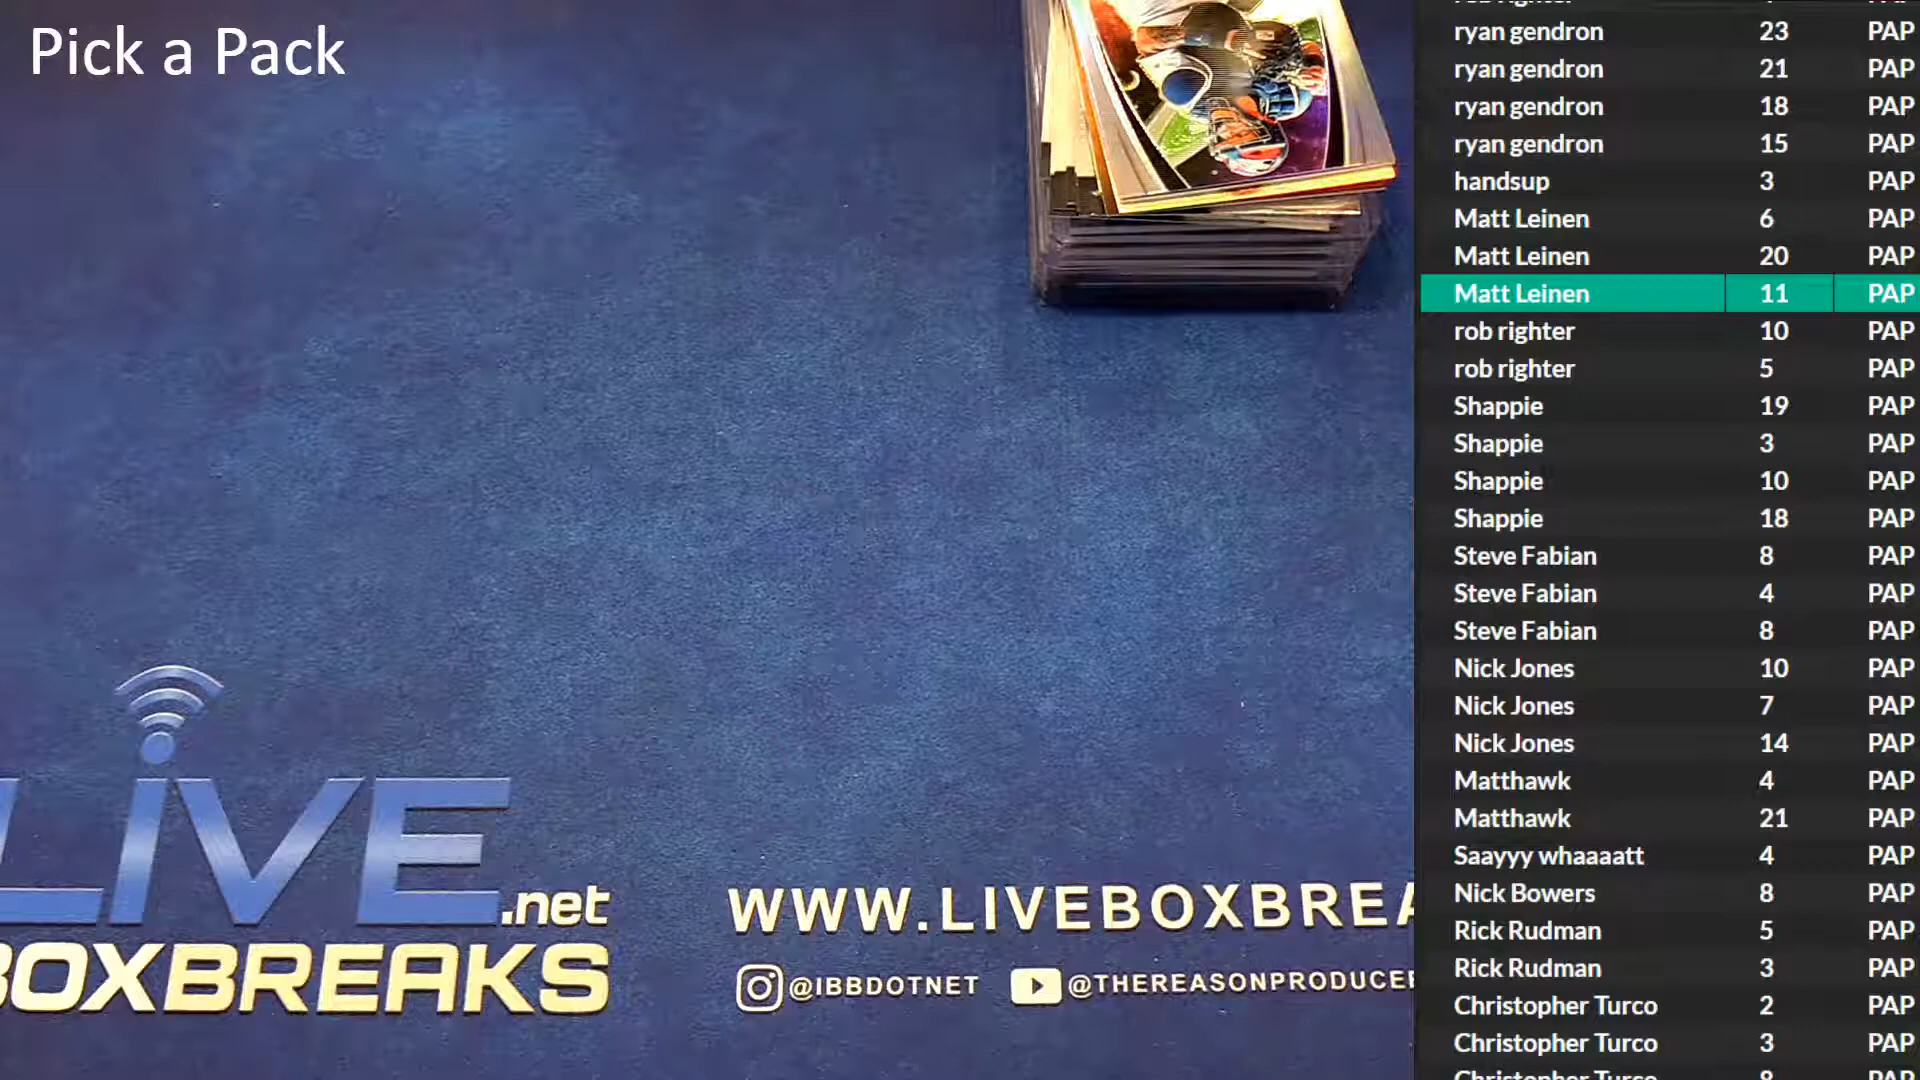 Pick a Pack
ryan gendron 23 PAP
ryan gendron 21 PAP
ryan gendron 18 PAP
ryan gendron 15 PAP
handsup 3 PAP
Matt Leinen 6 PAP
Matt Leinen 20 PAP
Matt Leinen 11 PAP
rob righter 10 PAP
rob righter 5 PAP
Shappie 19 PAP
Shappie 3 PAP
Shappie 10 PAP
Shappie 18 PAP
Steve Fabian 8 PAP
Steve Fabian 4 PAP
Steve Fabian 8 PAP
Nick Jones 10 PAP
Nick Jones 7 PAP
Nick Jones 14 PAP
Matthawk 4 PAP
Matthawk 21 PAP
Saayyy whaaaatt 4 PAP
Nick Bowers 8 PAP
Rick Rudman 5 PAP
Rick Rudman 3 PAP
Christopher Turco 2 PAP
Christopher Turco 3 PAP
LiVE.net
BOXBREAKS
WWW.LIVEBOXBREA
@IBBDOTNET @THEREASONPRODUCER